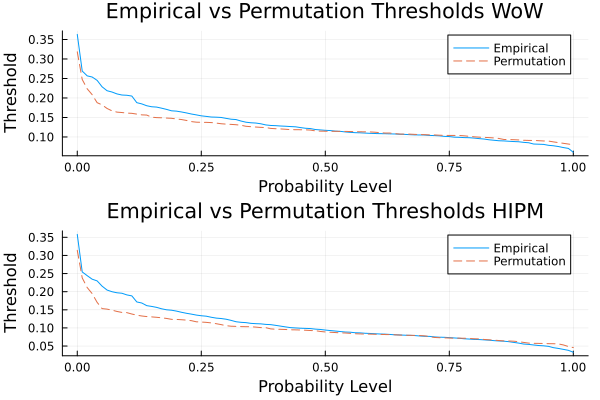 Empirical vs Permutation Thresholds WoW
Threshold
0.35
0.30
0.25
0.20
0.15
0.10
Empirical
Permutation
0.00
0.25
0.50
0.75
1.00
Probability Level
Empirical vs Permutation Thresholds HIPM
Threshold
0.35
0.30
0.25
0.20
0.15
0.10
0.05
Empirical
Permutation
0.00
0.25
0.50
0.75
1.00
Probability Level